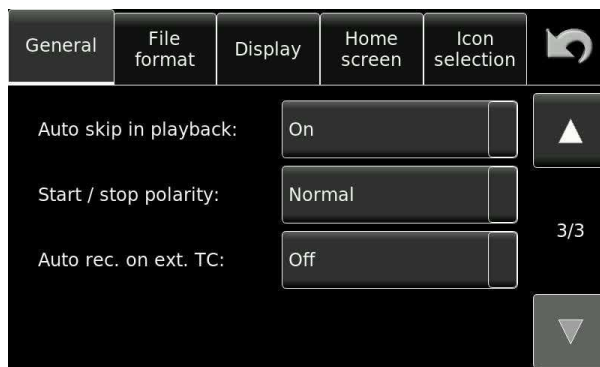 General
File
format
Display
Home
screen
Icon
selection
Auto skip in playback:
On
Start / stop polarity:
Normal
3/3
Auto rec. on ext. TC:
Off